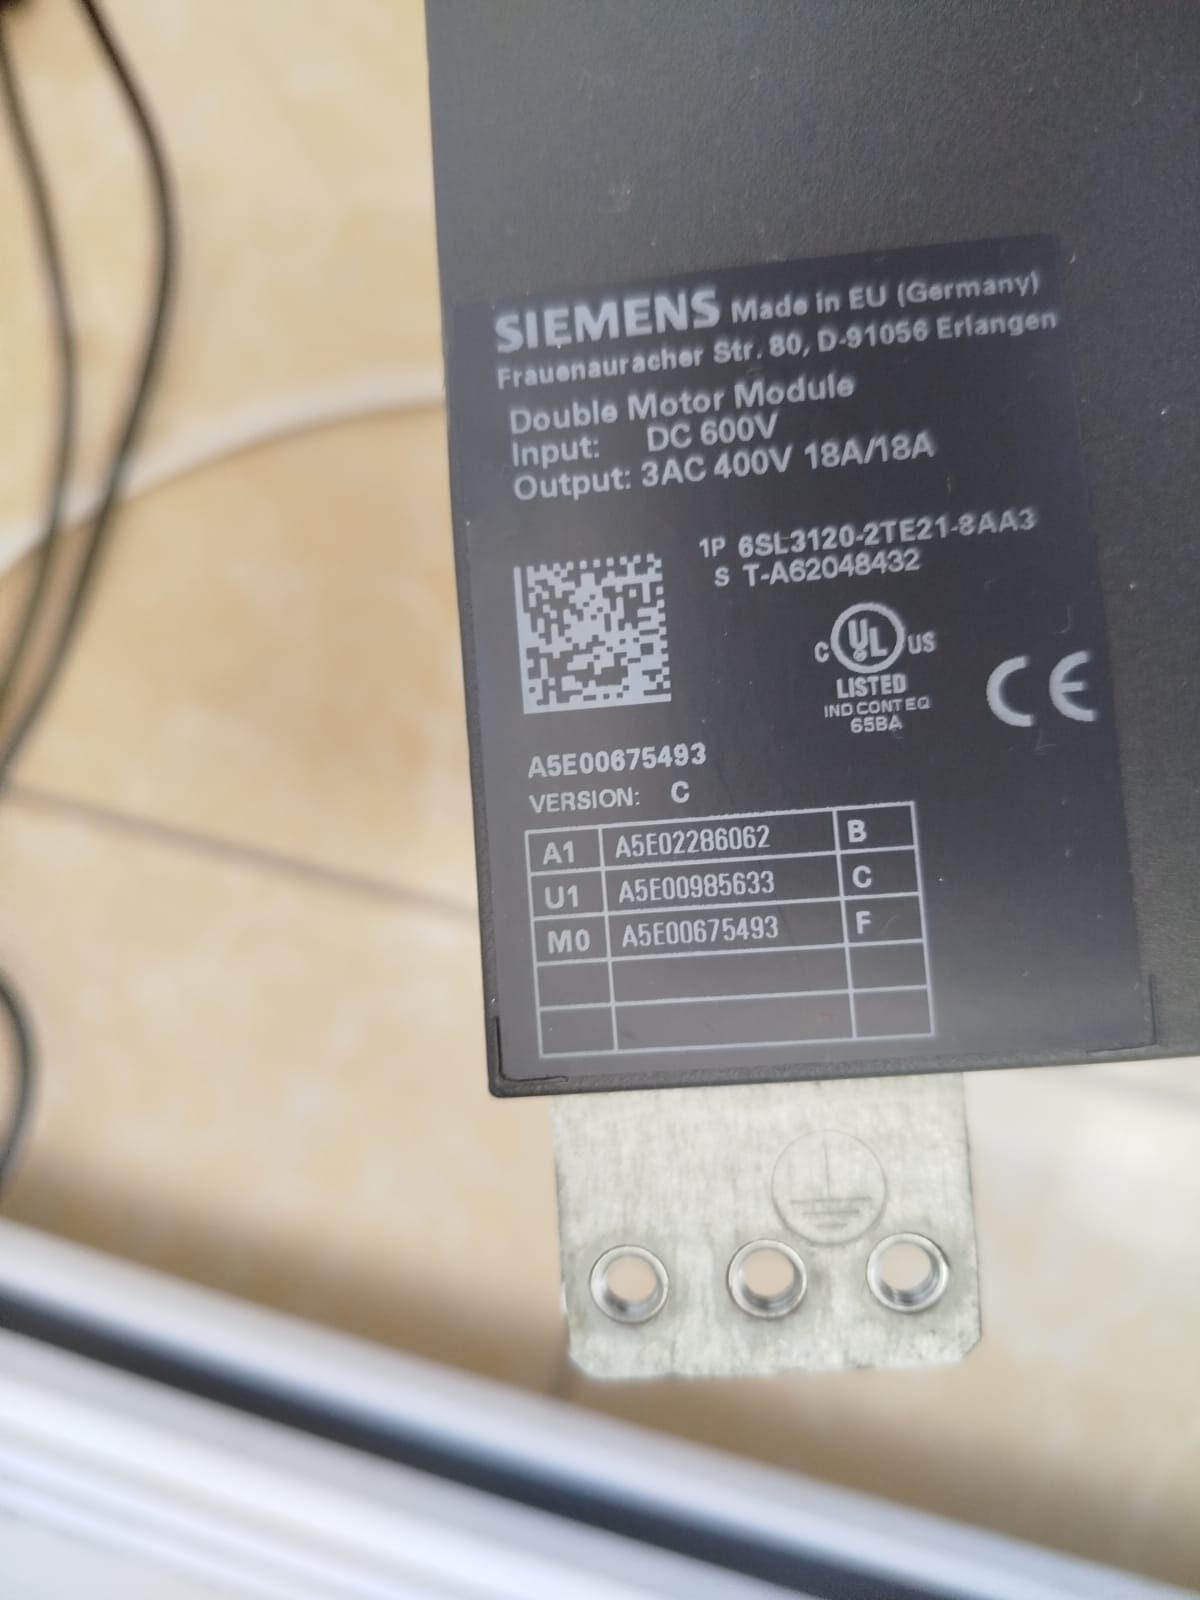 SIEMENS Made in EU (Germany)
Frauenauracher Str. 80, D-91056 Erlangen
Double Motor Module
Input: DC 600V
Output: 3AC 400V 18A/18A
1P 6SL3120-2TE21-8AA3
S T-A62048432
C UL US
LISTED
IND CONT EQ
65BA
CE
A5E00675493
VERSION: C
A1 A5E02286062 B
U1 A5E00985633 C
M0 A5E00675493 F